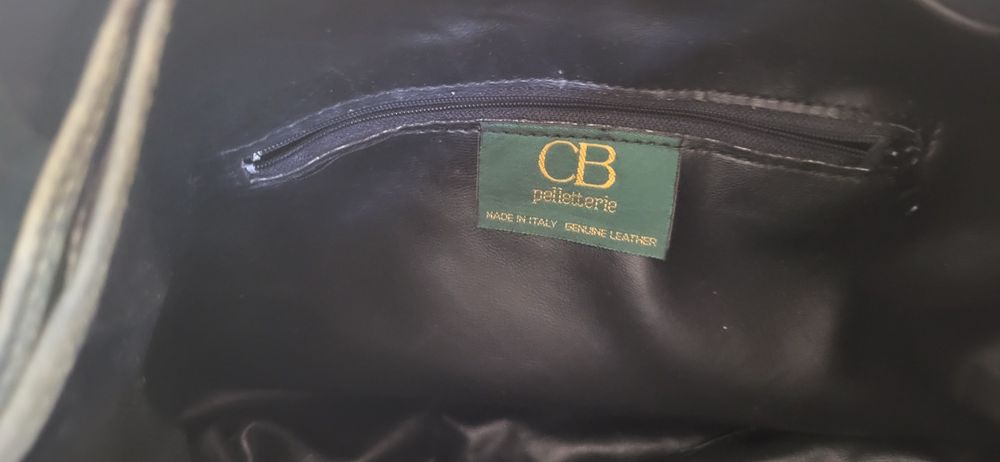 CB
pelletterie
MADE IN ITALY GENUINE LEATHER